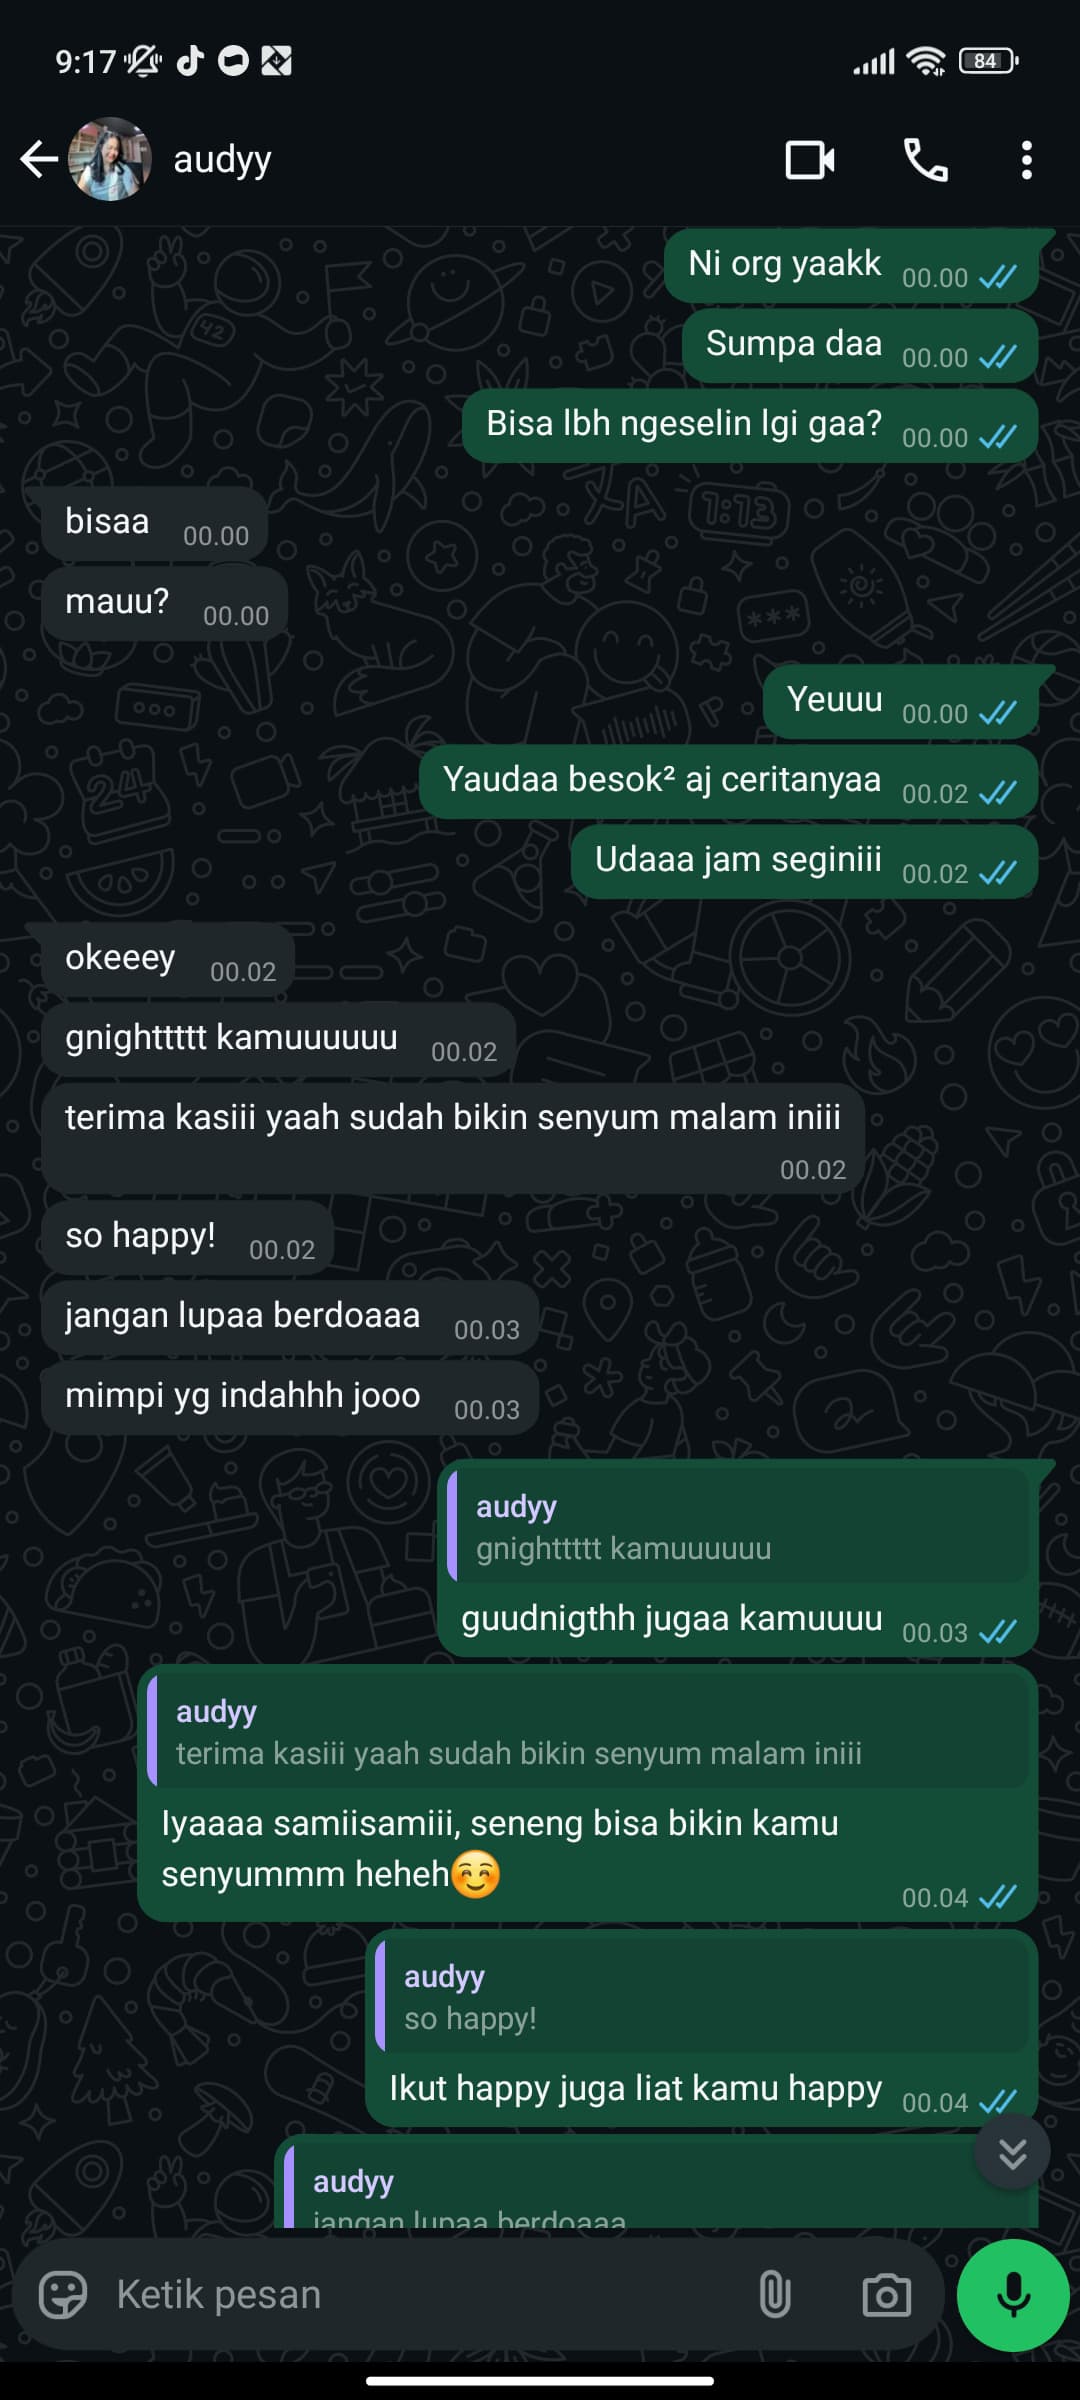 9:17
84
audyy
Ni org yaakk 00.00
Sumpa daa 00.00
Bisa lbh ngeselin lgi gaa? 00.00
bisaa 00.00
mauu? 00.00
Yeuuu 00.00
Yaudaa besok² aj ceritanyaa 00.02
Udaaa jam seginiii 00.02
okeeey 00.02
gnighttttt kamuuuuuu 00.02
terima kasiii yaah sudah bikin senyum malam iniii
00.02
so happy! 00.02
jangan lupaa berdoaaa 00.03
mimpi yg indahhh jooo 00.03
audyy
gnighttttt kamuuuuuu
guudnigthh jugaa kamuuuu 00.03
audyy
terima kasiii yaah sudah bikin senyum malam iniii
Iyaaaa samiisamiii, seneng bisa bikin kamu
senyummm heheh☺️
00.04
audyy
so happy!
Ikut happy juga liat kamu happy 00.04
audyy
jangan lupaa berdoaaa
Ketik pesan